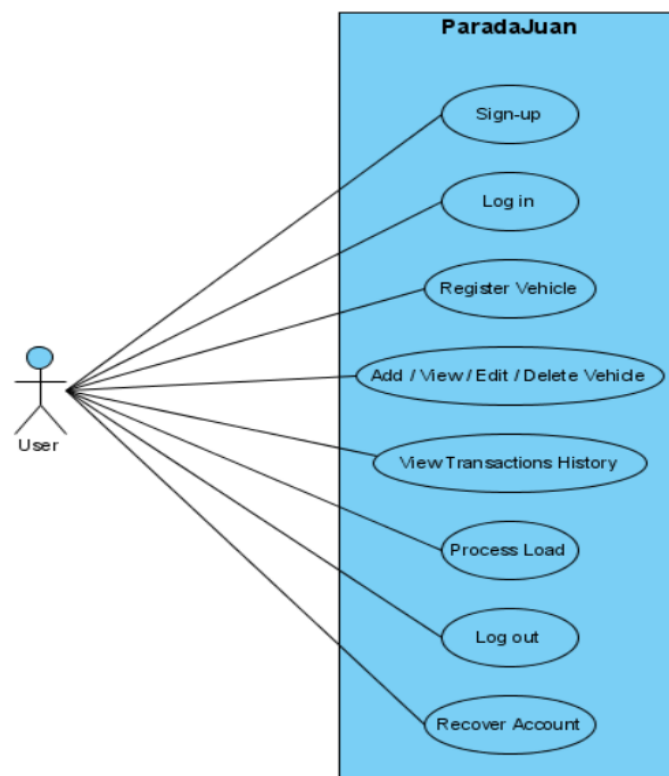 ParadaJuan
Sign-up
Log in
Register Vehicle
Add / View / Edit / Delete Vehicle
User
View Transactions History
Process Load
Log out
Recover Account